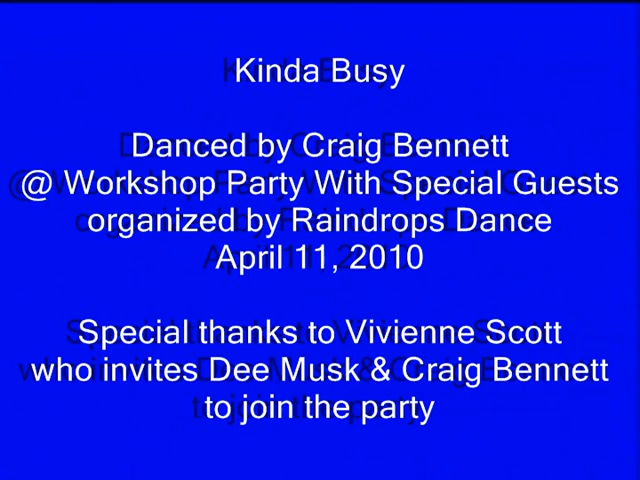 Kinda Busy
Danced by Craig Bennett
@ Workshop Party With Special Guests
organized by Raindrops Dance
April 11, 2010
Special thanks to Vivienne Scott
who invites Dee Musk & Craig Bennett
to join the party